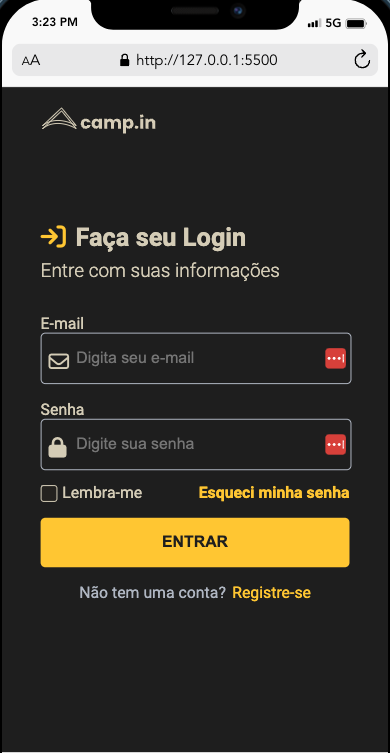 3:23 PM 5G
AA http://127.0.0.1:5500
camp.in
Faça seu Login
Entre com suas informações
E-mail
Digita seu e-mail
Senha
Digite sua senha
Lembra-me Esqueci minha senha
ENTRAR
Não tem uma conta? Registre-se